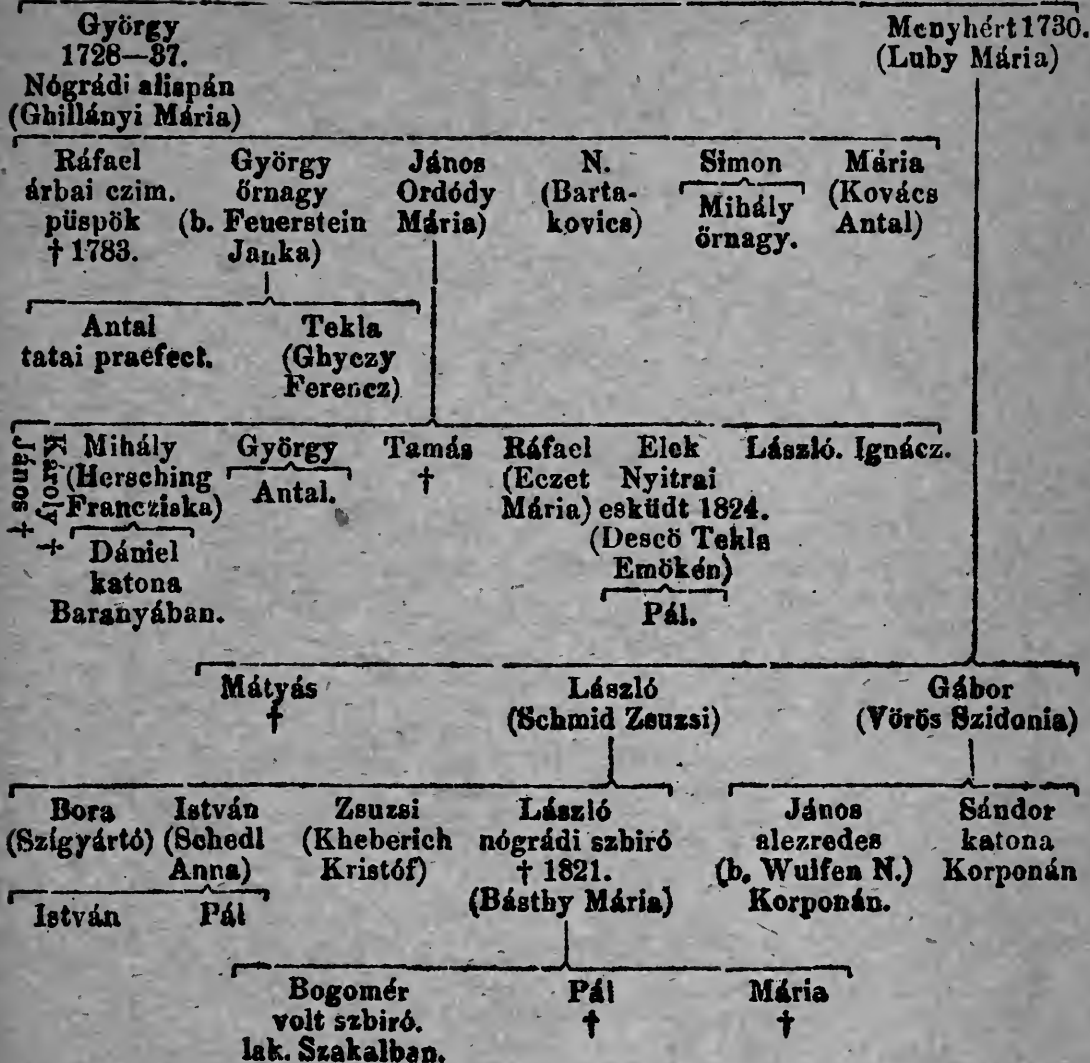 György
1726—37.
Nógrádi alispán
(Ghillányi Mária)
Menyhért 1730.
(Luby Mária)
Ráfael
árbai czim.
püspök
† 1783.
György
őrnagy
(b. Feuerstein
Janka)
János
Ordódy
Mária)
N.
(Barta-
kovics)
Simon
Mihály
őrnagy.
Mária
(Kovács
Antal)
Antal
tatai praefect.
Tekla
(Ghyczy
Ferencz)
János †
Karoly †
Mihály
(Hersching
Francziska)
Dániel
katona
Baranyában.
György
Antal.
Tamás
†
Ráfael
(Eczet
Mária)
Elek
Nyitrai
esküdt 1824.
(Descö Tekla
Emökén)
Pál.
László. Ignácz.
Mátyás
†
László
(Schmid Zsuzsi)
Gábor
(Vörös Szidonia)
Bora
(Szígyártó)
István
(Schedl
Anna)
István
Pál
Zsuzsi
(Kheberich
Kristóf)
László
nógrádi szbiró
† 1821.
(Básthy Mária)
János
alezredes
(b. Wulfen N.)
Korponán.
Sándor
katona
Korponán
Bogomér
volt szbiró.
lak. Szakalban.
Pál
†
Mária
†